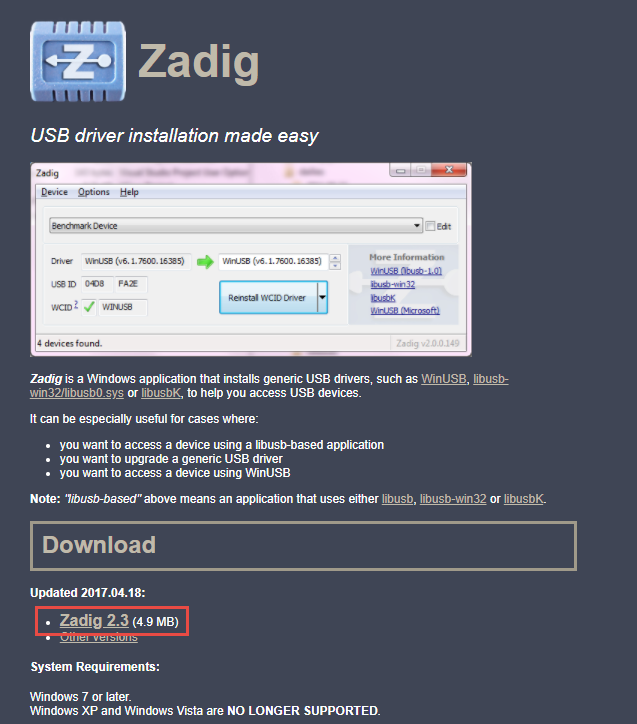 Z Zadig
USB driver installation made easy
Zadig
Device Options Help
Benchmark Device
Edit
Driver WinUSB (v6.1.7600.16385) WinUSB (v6.1.7600.16385)
More Information
WinUSB (libusb-1.0)
USB ID 04D8 FA2E
libusb-win32
Reinstall WCID Driver
libusbK
WCID ? WINUSB
WinUSB (Microsoft)
4 devices found.
Zadig v2.0.0.149
Zadig is a Windows application that installs generic USB drivers, such as WinUSB, libusb-
win32/libusb0.sys or libusbK, to help you access USB devices.
It can be especially useful for cases where:
• you want to access a device using a libusb-based application
• you want to upgrade a generic USB driver
• you want to access a device using WinUSB
Note: "libusb-based" above means an application that uses either libusb, libusb-win32 or libusbK.
Download
Updated 2017.04.18:
• Zadig 2.3 (4.9 MB)
• Other versions
System Requirements:
Windows 7 or later.
Windows XP and Windows Vista are NO LONGER SUPPORTED.